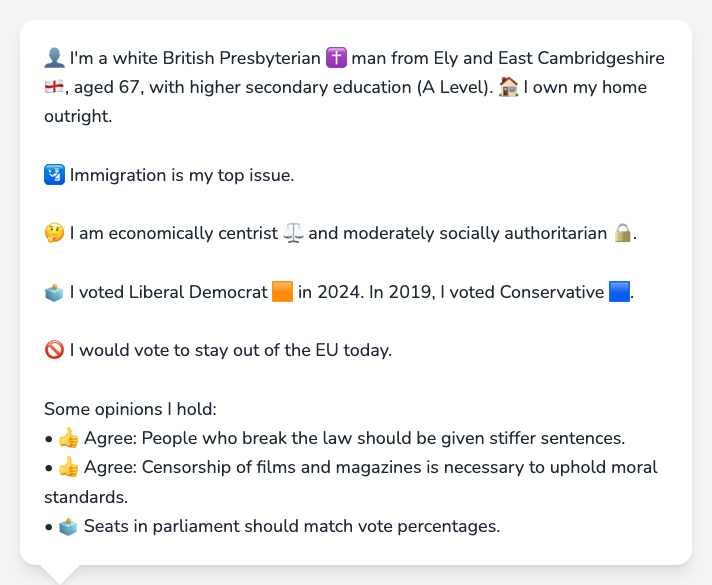 👤 I'm a white British Presbyterian ✝️ man from Ely and East Cambridgeshire
🏴󠁧󠁢󠁥󠁮󠁧󠁿, aged 67, with higher secondary education (A Level). 🏠 I own my home
outright.
🛂 Immigration is my top issue.
🤔 I am economically centrist ⚖️ and moderately socially authoritarian 🔒.
🗳️ I voted Liberal Democrat 🟧 in 2024. In 2019, I voted Conservative 🟦.
🚫 I would vote to stay out of the EU today.
Some opinions I hold:
• 👍 Agree: People who break the law should be given stiffer sentences.
• 👍 Agree: Censorship of films and magazines is necessary to uphold moral
standards.
• 🗳️ Seats in parliament should match vote percentages.